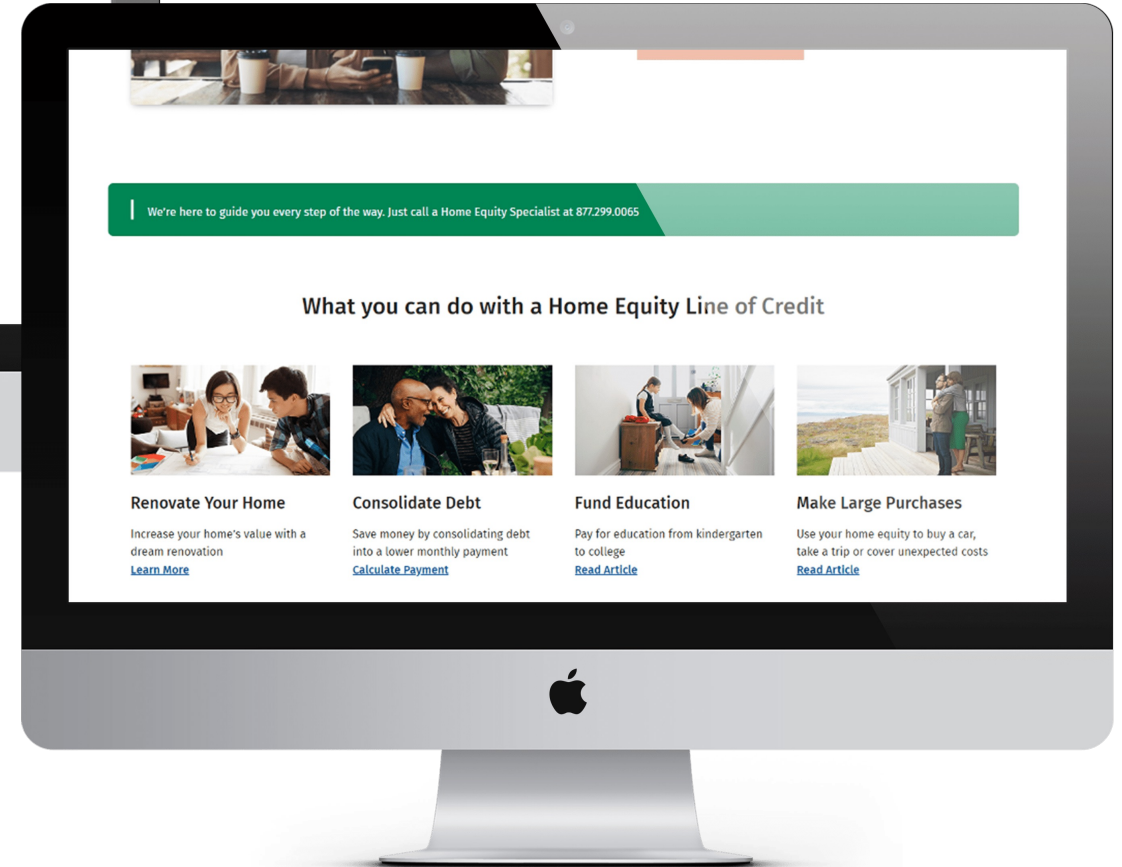 We're here to guide you every step of the way. Just call a Home Equity Specialist at 877.299.0065
What you can do with a Home Equity Line of Credit
Renovate Your Home
Increase your home's value with a
dream renovation
Learn More
Consolidate Debt
Save money by consolidating debt
into a lower monthly payment
Calculate Payment
Fund Education
Pay for education from kindergarten
to college
Read Article
Make Large Purchases
Use your home equity to buy a car,
take a trip or cover unexpected costs
Read Article